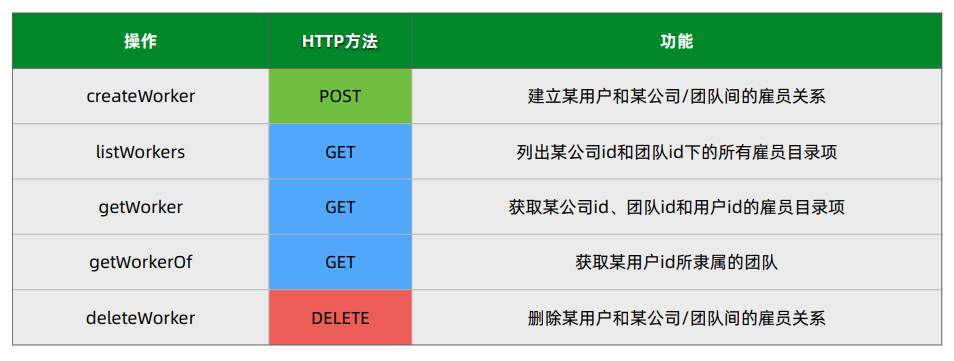 操作 HTTP方法 功能
createWorker POST 建立某用户和某公司/团队间的雇员关系
listWorkers GET 列出某公司id和团队id下的所有雇员目录项
getWorker GET 获取某公司id、团队id和用户id的雇员目录项
getWorkerOf GET 获取某用户id所隶属的团队
deleteWorker DELETE 删除某用户和某公司/团队间的雇员关系